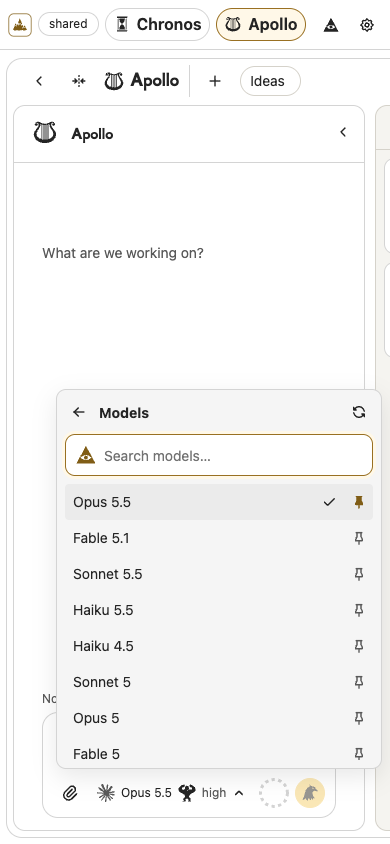 shared
Chronos
Apollo
Apollo
Ideas
Apollo
What are we working on?
Models
Search models...
Opus 5.5
Fable 5.1
Sonnet 5.5
Haiku 5.5
Haiku 4.5
Sonnet 5
Opus 5
Fable 5
No
Opus 5.5
high